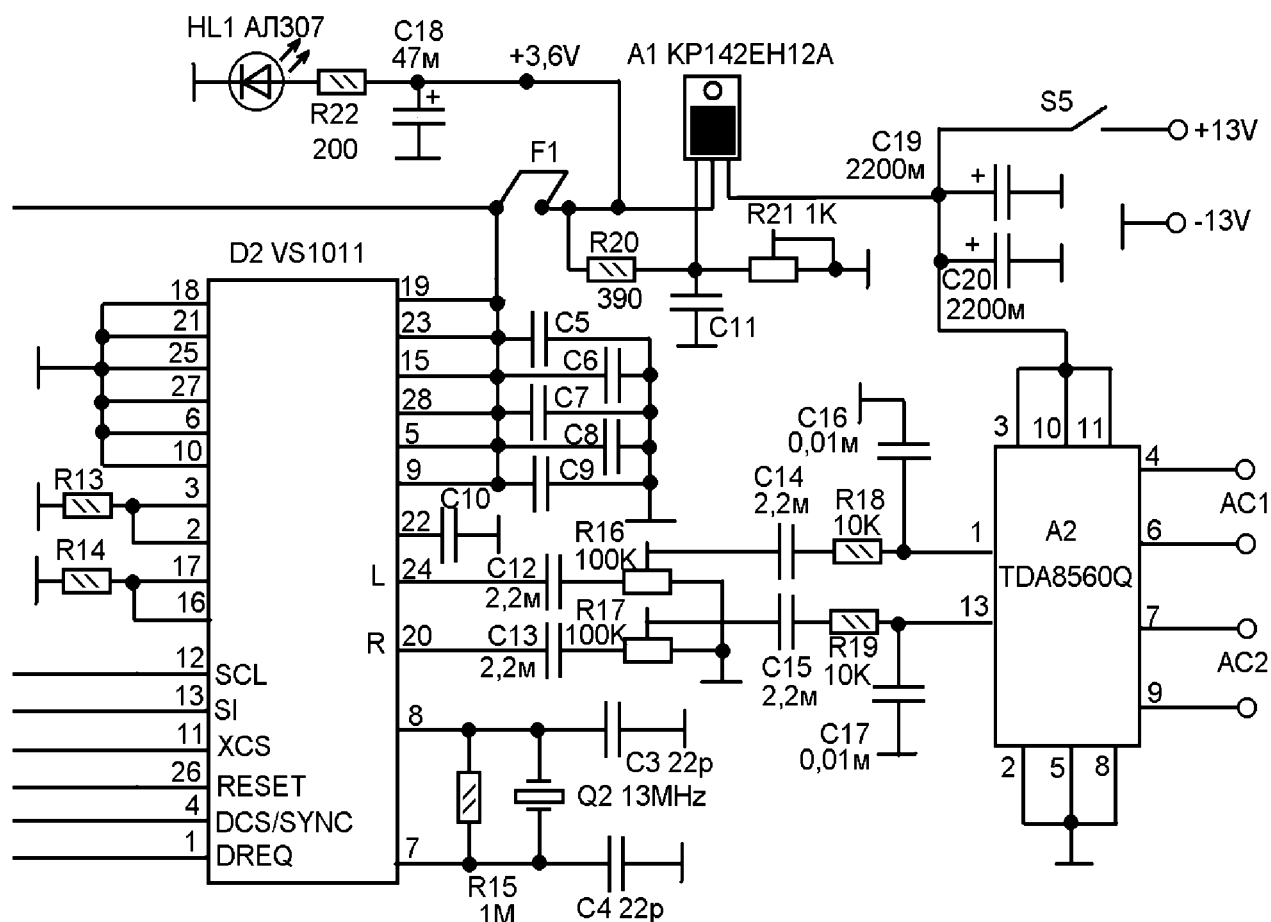 HL1 АЛ307
C18
47м
+3,6V
A1 КР142ЕН12А
S5
+13V
R22
200
F1
C19
2200м
R21 1K
-13V
D2 VS1011
R20
390
C11
C20
2200м
18
21
25
27
6
10
3
2
17
16
R13
R14
19
23
15
28
5
9
22
L
24
R
20
C5
C6
C7
C8
C9
C10
C12
2,2м
C13
2,2м
R16
100K
R17
100K
C14
2,2м
C15
2,2м
R18
10K
R19
10K
C16
0,01м
C17
0,01м
3
10
11
1
13
A2
TDA8560Q
4
6
7
9
AC1
AC2
2
5
8
12
SCL
13
SI
11
XCS
26
RESET
4
DCS/SYNC
1
DREQ
8
7
C3 22p
Q2 13MHz
R15
1M
C4 22p